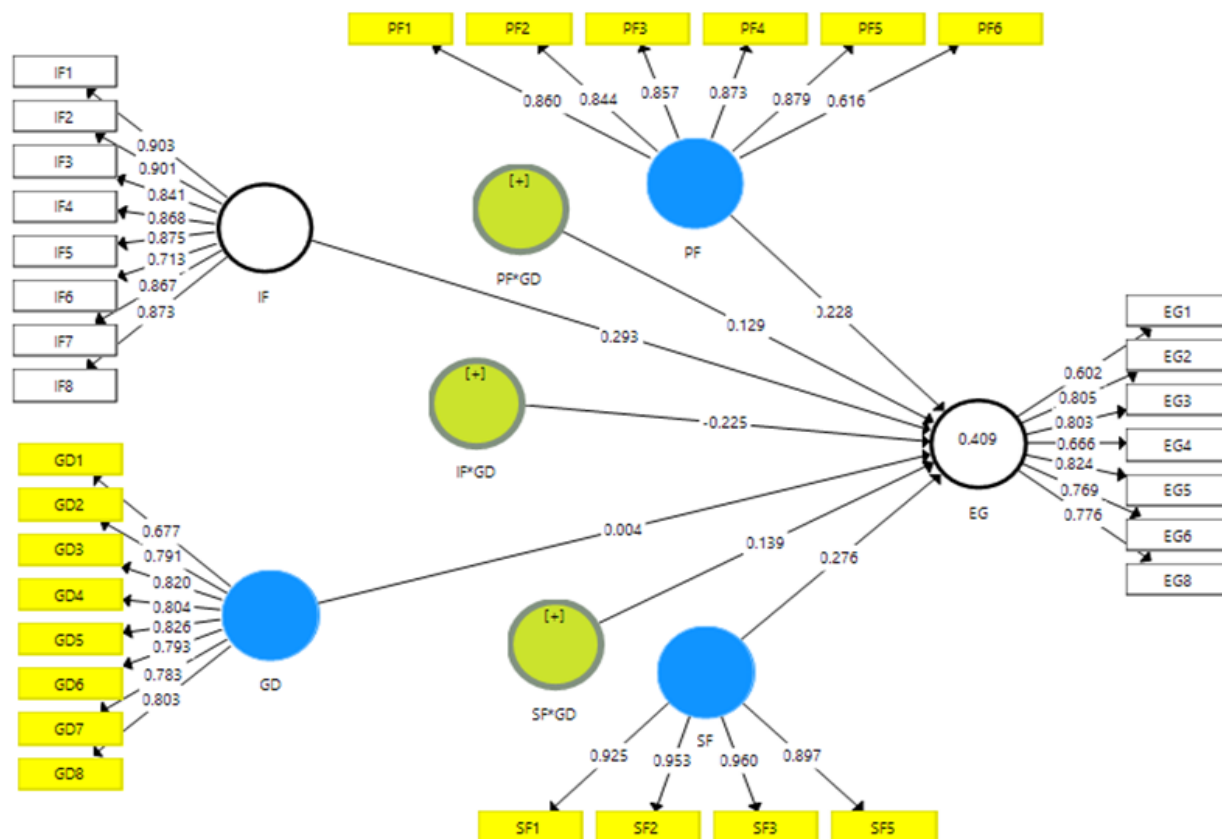 PF1 PF2 PF3 PF4 PF5 PF6
0.860 0.844 0.857 0.873 0.879 0.616
PF
IF1
IF2
IF3
IF4
IF5
IF6
IF7
IF8
0.903
0.901
0.841
0.868
0.875
0.713
0.867
0.873
IF
[+]
PF*GD
[+]
IF*GD
0.228
0.129
0.293
-0.225
0.004
0.139
0.276
0.409
EG
0.602
0.805
0.803
0.666
0.824
0.769
0.776
EG1
EG2
EG3
EG4
EG5
EG6
EG8
GD1
GD2
GD3
GD4
GD5
GD6
GD7
GD8
0.677
0.791
0.820
0.804
0.826
0.793
0.783
0.803
GD
[+]
SF*GD
SF
0.925 0.953 0.960 0.897
SF1 SF2 SF3 SF5